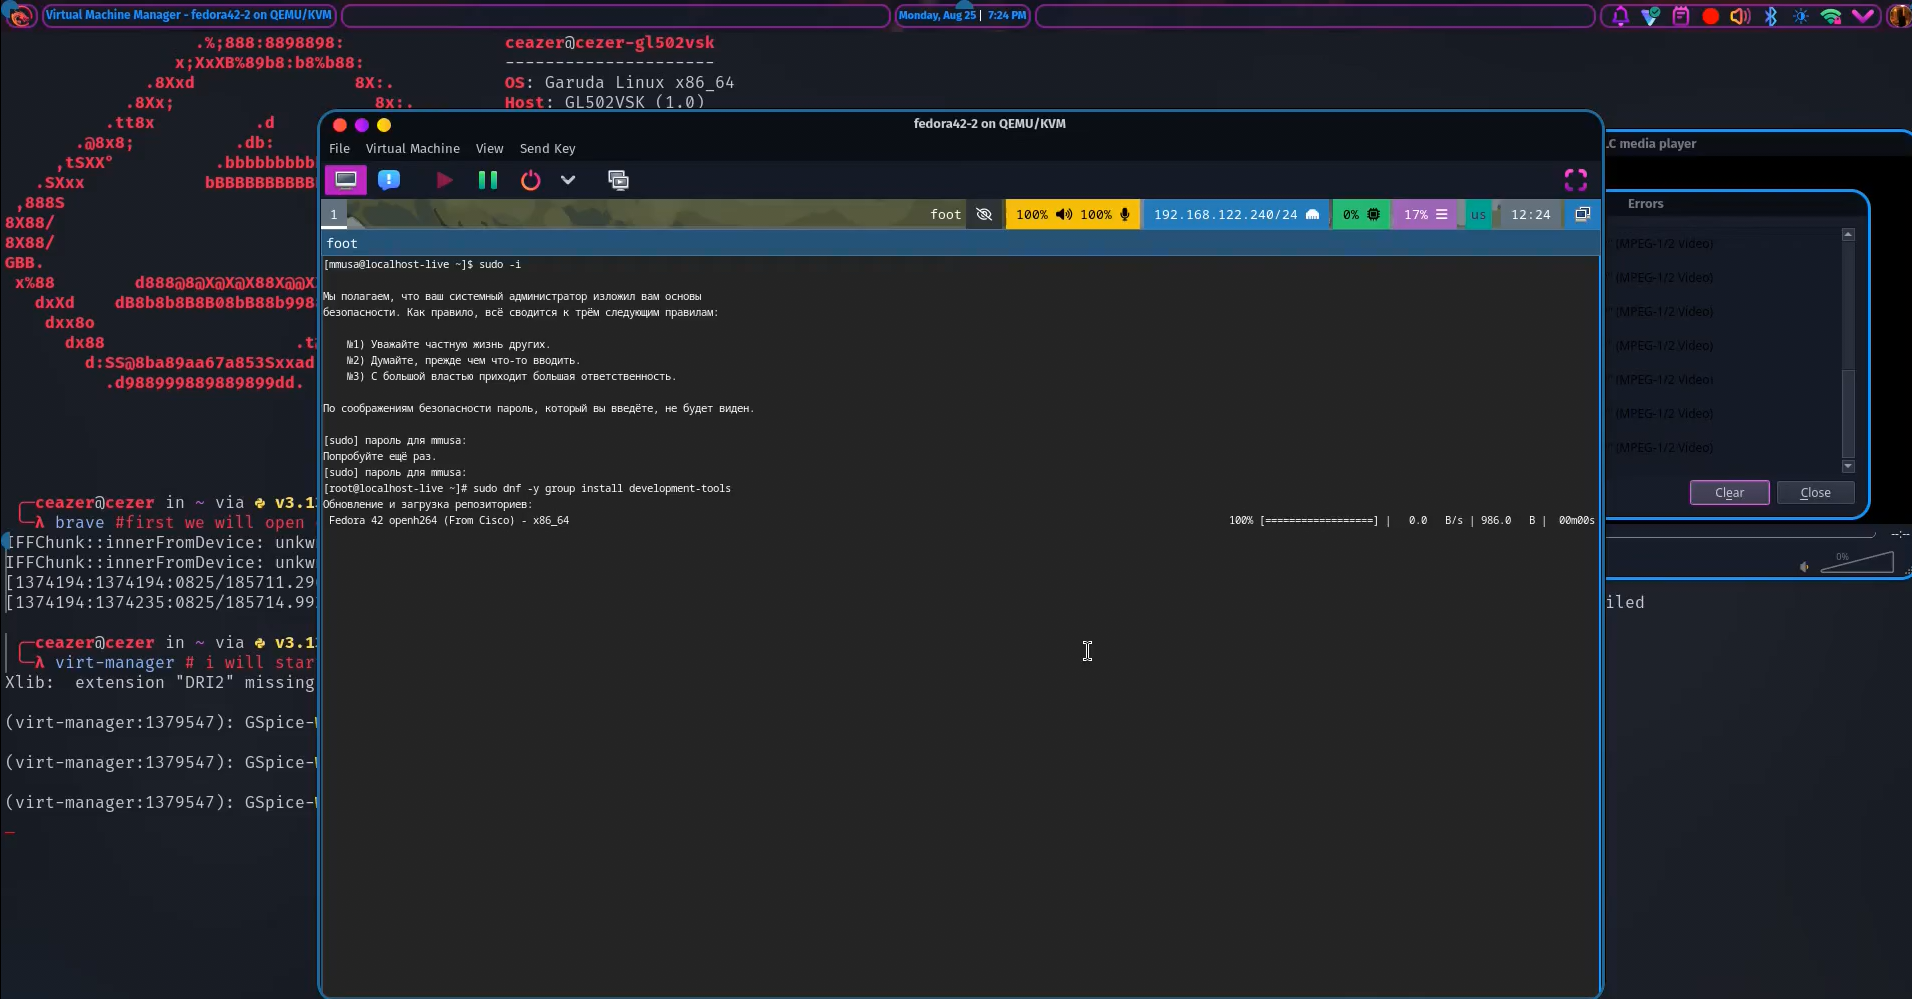 Virtual Machine Manager - fedora42-2 on QEMU/KVM
Monday, Aug 25 | 7:24 PM
.%;888:8898898:
x;XxXB%89b8:b8%b88:
.8Xxd 8X:.
.8Xx; 8x:.
.tt8x .d
.@8x8; .db:
,tSXX° .bbbbbbbbbb
.SXxx bBBBBBBBBBBB
,888S
8X88/
8X88/
GBB.
x%88 d888@8@X@X@X88X@@X
dxXd dB8b8b8B8B08bB88b998
dxx8o
dx88 .t
d:SS@8ba89aa67a853Sxxad
.d988999889889899dd.
ceazer@cezer-gl502vsk
---------------------
OS: Garuda Linux x86_64
Host: GL502VSK (1.0)
fedora42-2 on QEMU/KVM
File Virtual Machine View Send Key
1 foot 100% 100% 192.168.122.240/24 0% 17% us 12:24
foot
[mmusa@localhost-live ~]$ sudo -i
Мы полагаем, что ваш системный администратор изложил вам основы
безопасности. Как правило, всё сводится к трём следующим правилам:
№1) Уважайте частную жизнь других.
№2) Думайте, прежде чем что-то вводить.
№3) С большой властью приходит большая ответственность.
По соображениям безопасности пароль, который вы введёте, не будет виден.
[sudo] пароль для mmusa:
Попробуйте ещё раз.
[sudo] пароль для mmusa:
[root@localhost-live ~]# sudo dnf -y group install development-tools
Обновление и загрузка репозиториев:
Fedora 42 openh264 (From Cisco) - x86_64 100% [==================] | 0.0 B/s | 986.0 B | 00m00s
LC media player
Errors
(MPEG-1/2 Video)
(MPEG-1/2 Video)
(MPEG-1/2 Video)
(MPEG-1/2 Video)
(MPEG-1/2 Video)
(MPEG-1/2 Video)
(MPEG-1/2 Video)
Clear Close
--:--
0%
iled
ceazer@cezer in ~ via v3.1
λ brave #first we will open
IFFChunk::innerFromDevice: unkw
IFFChunk::innerFromDevice: unkw
[1374194:1374194:0825/185711.29
[1374194:1374235:0825/185714.99
ceazer@cezer in ~ via v3.1
λ virt-manager # i will star
Xlib: extension "DRI2" missing
(virt-manager:1379547): GSpice-
(virt-manager:1379547): GSpice-
(virt-manager:1379547): GSpice-